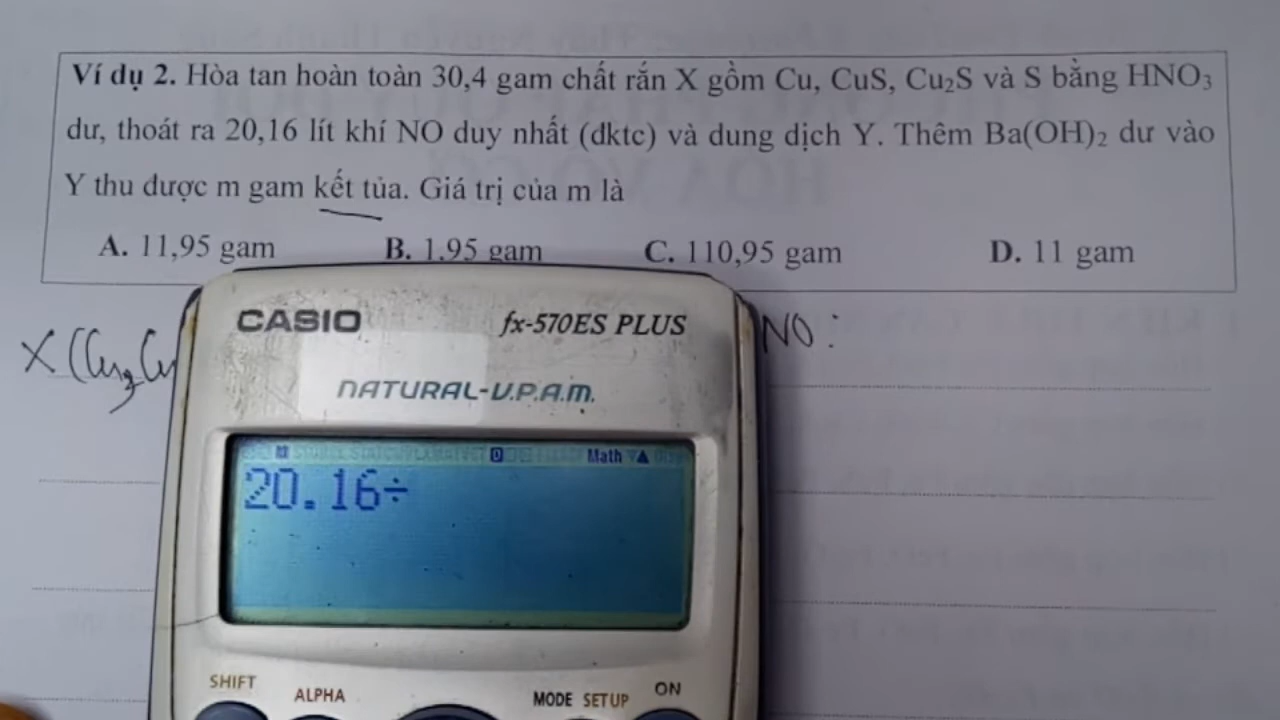 Ví dụ 2. Hòa tan hoàn toàn 30,4 gam chất rắn X gồm Cu, CuS, Cu₂S và S bằng HNO₃
dư, thoát ra 20,16 lít khí NO duy nhất (dktc) và dung dịch Y. Thêm Ba(OH)₂ dư vào
Y thu được m gam kết tủa. Giá trị của m là
A. 11,95 gam B. 1,95 gam C. 110,95 gam D. 11 gam
CASIO fx-570ES PLUS
X (Cu, Cu NO :
NATURAL-V.P.A.M.
Math ▼▲
20.16÷
SHIFT ALPHA MODE SETUP ON